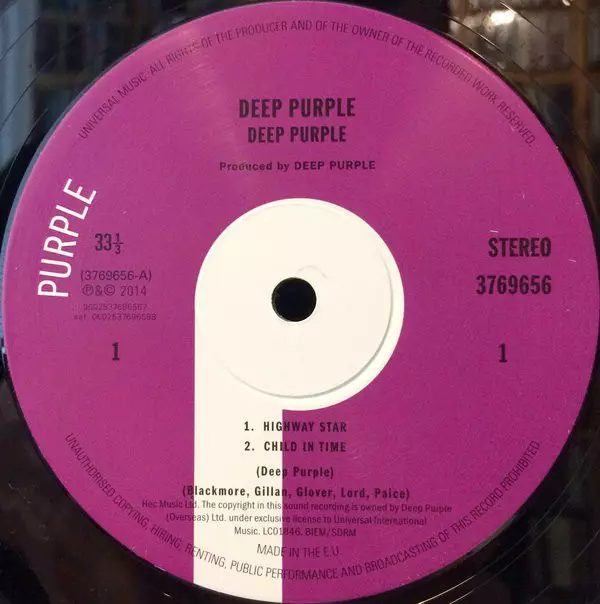 UNIVERSAL MUSIC. ALL RIGHTS OF THE PRODUCER AND OF THE OWNER OF THE RECORDED WORK RESERVED.
DEEP PURPLE
DEEP PURPLE
Produced by DEEP PURPLE
PURPLE
33⅓
(3769656-A)
℗&© 2014
STEREO
3769656
1
1
1. HIGHWAY STAR
2. CHILD IN TIME
(Deep Purple)
(Blackmore, Gillan, Glover, Lord, Paice)
Hec Music Ltd. The copyright in this sound recording is owned by Deep Purple
(Overseas) Ltd. under exclusive license to Universal International
Music. LC01846. BIEM/SDRM
MADE IN THE E.U.
UNAUTHORISED COPYING, HIRING, RENTING, PUBLIC PERFORMANCE AND BROADCASTING OF THIS RECORD PROHIBITED.